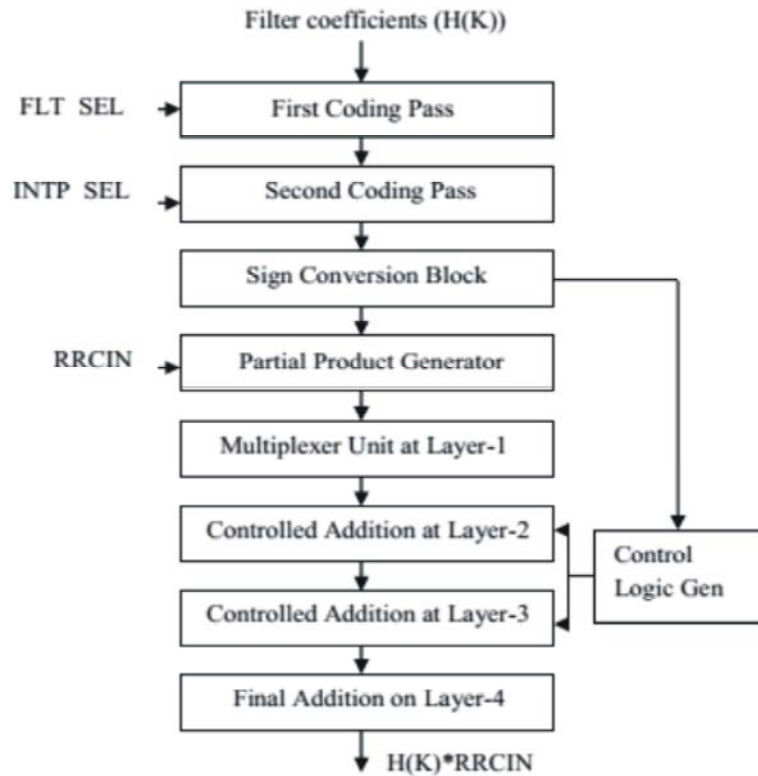 Filter coefficients (H(K))
FLT SEL
First Coding Pass
INTP SEL
Second Coding Pass
Sign Conversion Block
RRCIN
Partial Product Generator
Multiplexer Unit at Layer-1
Controlled Addition at Layer-2
Control
Logic Gen
Controlled Addition at Layer-3
Final Addition on Layer-4
H(K)*RRCIN